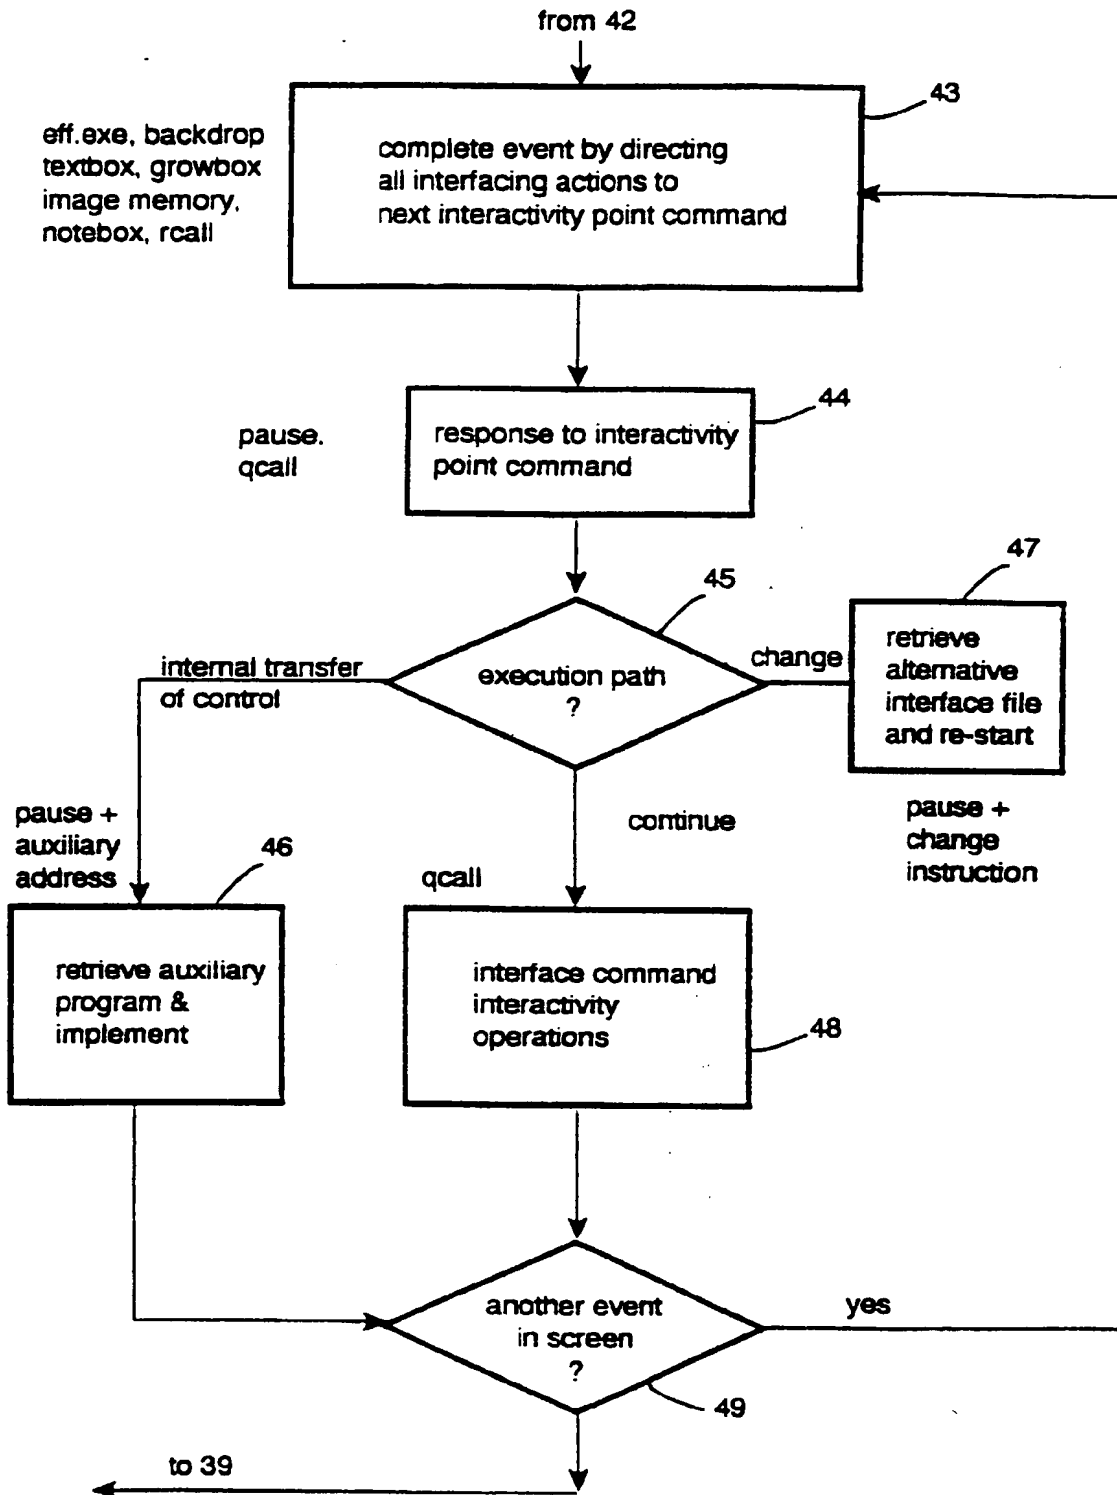 from 42
43
eff.exe, backdrop
textbox, growbox
image memory,
notebox, rcall
complete event by directing
all interfacing actions to
next interactivity point command
44
pause.
qcall
response to interactivity
point command
45
47
internal transfer
of control
execution path
?
change
retrieve
alternative
interface file
and re-start
pause +
auxiliary
address
46
continue
pause +
change
instruction
qcall
retrieve auxiliary
program &
implement
interface command
interactivity
operations
48
another event
in screen
?
yes
49
to 39